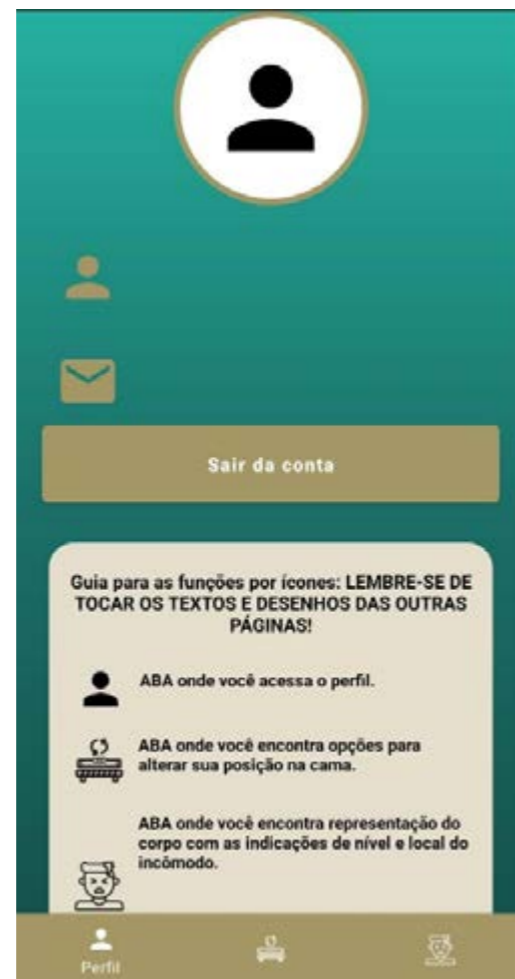 Sair da conta
Guia para as funções por ícones: LEMBRE-SE DE
TOCAR OS TEXTOS E DESENHOS DAS OUTRAS
PÁGINAS!
ABA onde você acessa o perfil.
ABA onde você encontra opções para
alterar sua posição na cama.
ABA onde você encontra representação do
corpo com as indicações de nível e local do
incômodo.
Perfil